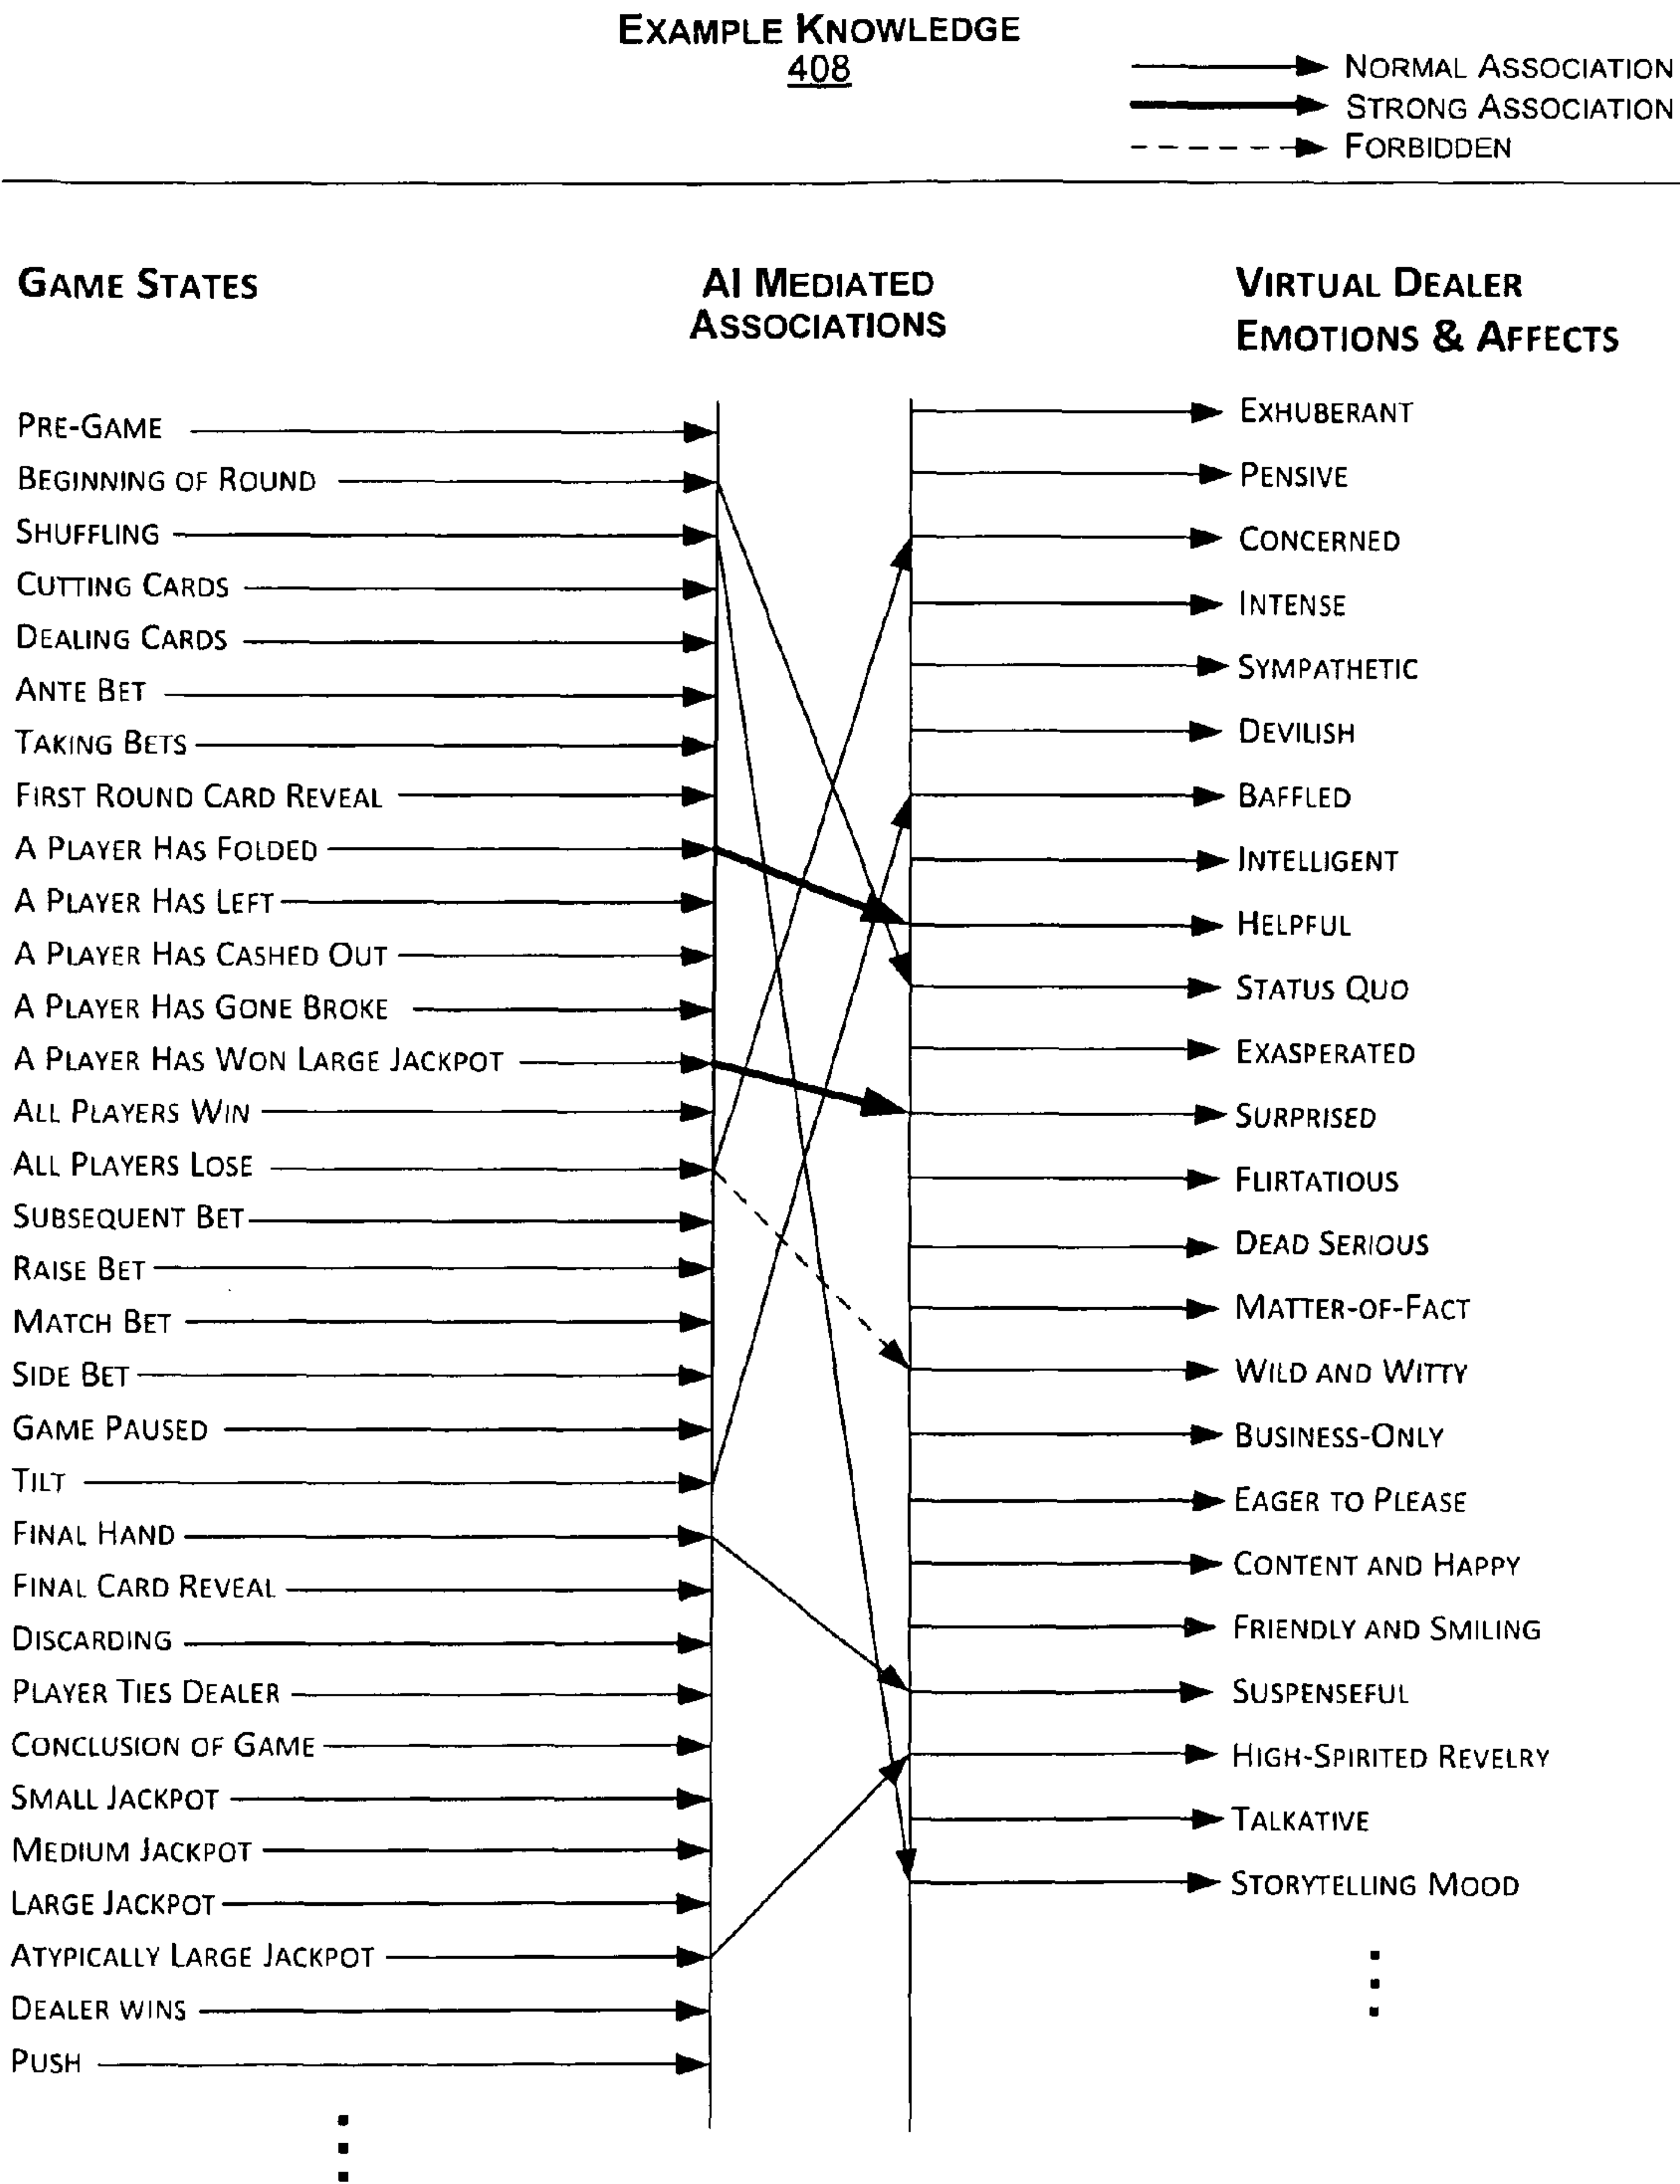 EXAMPLE KNOWLEDGE
408
NORMAL ASSOCIATION
STRONG ASSOCIATION
FORBIDDEN
GAME STATES
AI MEDIATED
ASSOCIATIONS
VIRTUAL DEALER
EMOTIONS & AFFECTS
PRE-GAME
BEGINNING OF ROUND
SHUFFLING
CUTTING CARDS
DEALING CARDS
ANTE BET
TAKING BETS
FIRST ROUND CARD REVEAL
A PLAYER HAS FOLDED
A PLAYER HAS LEFT
A PLAYER HAS CASHED OUT
A PLAYER HAS GONE BROKE
A PLAYER HAS WON LARGE JACKPOT
ALL PLAYERS WIN
ALL PLAYERS LOSE
SUBSEQUENT BET
RAISE BET
MATCH BET
SIDE BET
GAME PAUSED
TILT
FINAL HAND
FINAL CARD REVEAL
DISCARDING
PLAYER TIES DEALER
CONCLUSION OF GAME
SMALL JACKPOT
MEDIUM JACKPOT
LARGE JACKPOT
ATYPICALLY LARGE JACKPOT
DEALER WINS
PUSH
EXHUBERANT
PENSIVE
CONCERNED
INTENSE
SYMPATHETIC
DEVILISH
BAFFLED
INTELLIGENT
HELPFUL
STATUS QUO
EXASPERATED
SURPRISED
FLIRTATIOUS
DEAD SERIOUS
MATTER-OF-FACT
WILD AND WITTY
BUSINESS-ONLY
EAGER TO PLEASE
CONTENT AND HAPPY
FRIENDLY AND SMILING
SUSPENSEFUL
HIGH-SPIRITED REVELRY
TALKATIVE
STORYTELLING MOOD